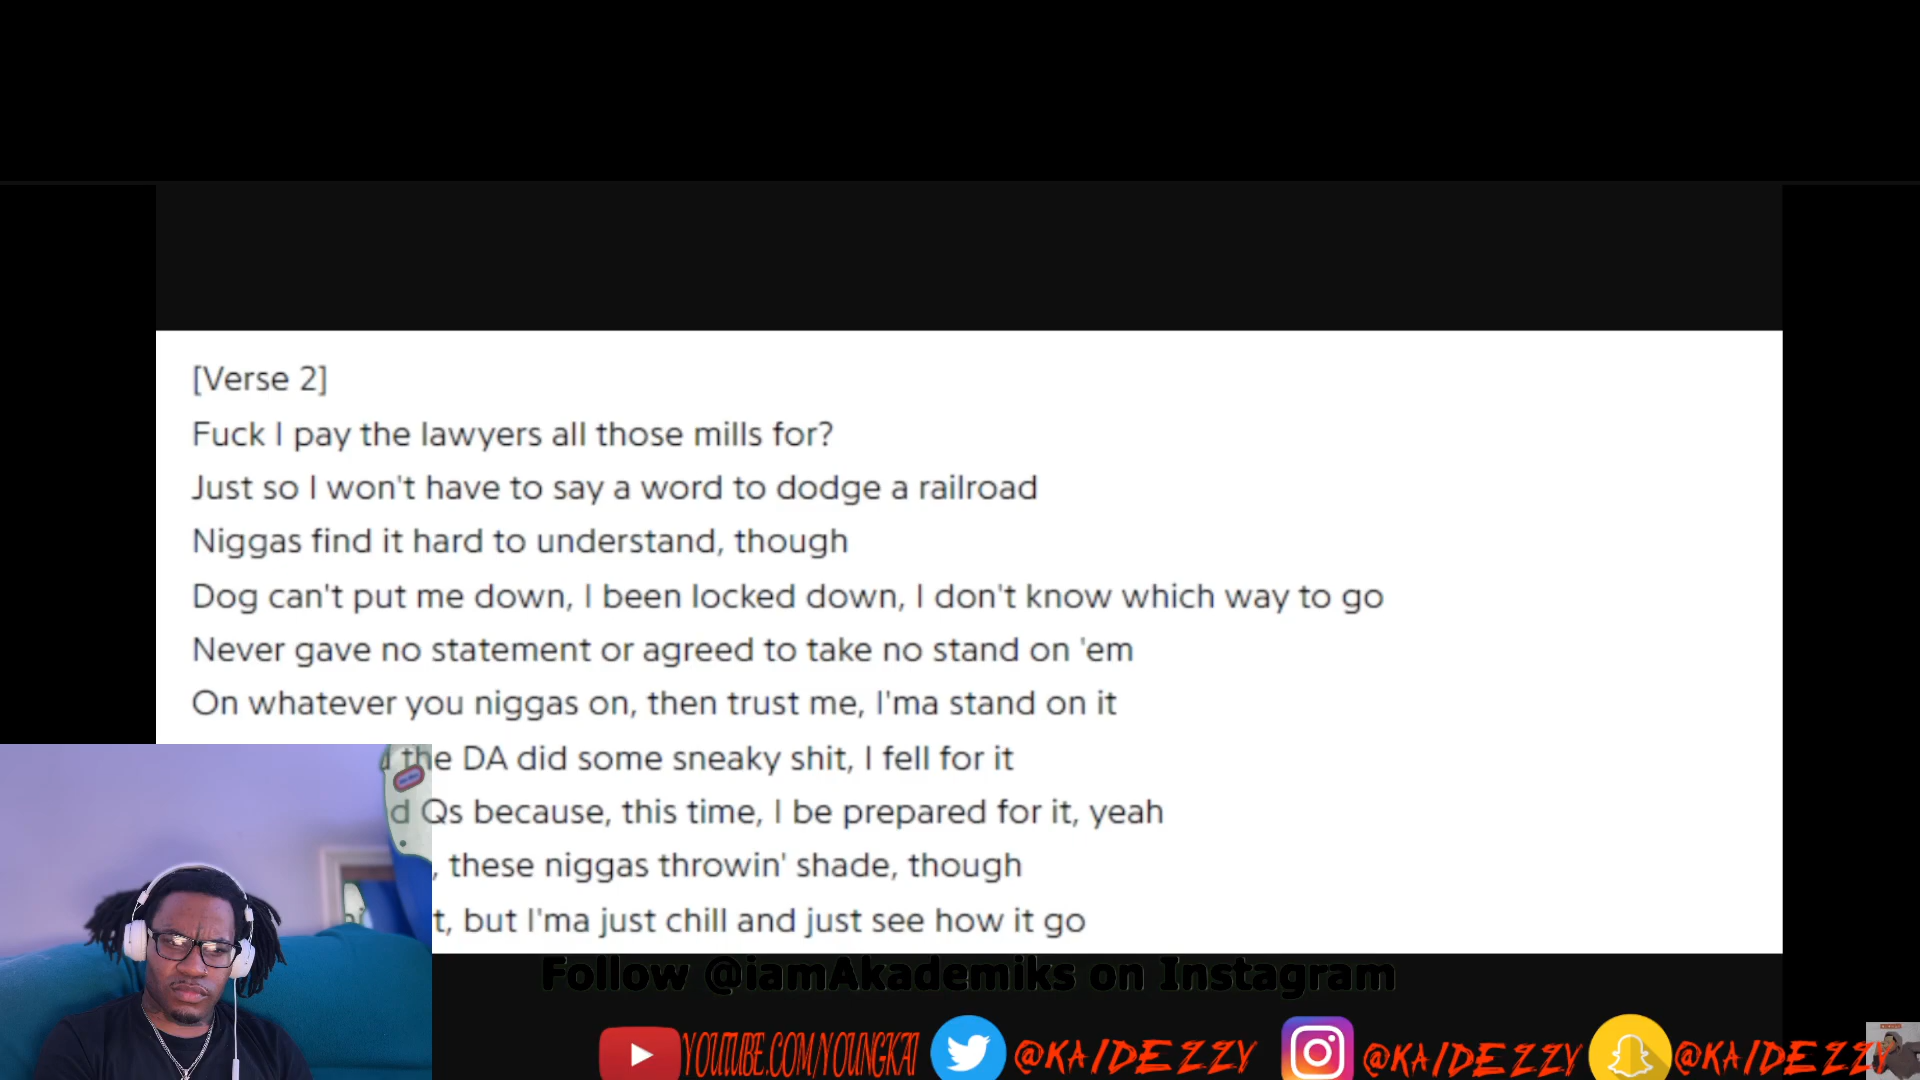 [Verse 2]
Fuck I pay the lawyers all those mills for?
Just so I won't have to say a word to dodge a railroad
Niggas find it hard to understand, though
Dog can't put me down, I been locked down, I don't know which way to go
Never gave no statement or agreed to take no stand on 'em
On whatever you niggas on, then trust me, I'ma stand on it
the DA did some sneaky shit, I fell for it
Qs because, this time, I be prepared for it, yeah
, these niggas throwin' shade, though
but I'ma just chill and just see how it go
Follow @iamAkademiks on Instagram
YOUTUBE.COM/YOUNGKAI @KAIDEZZY @KAIDEZZY @KAIDEZZY